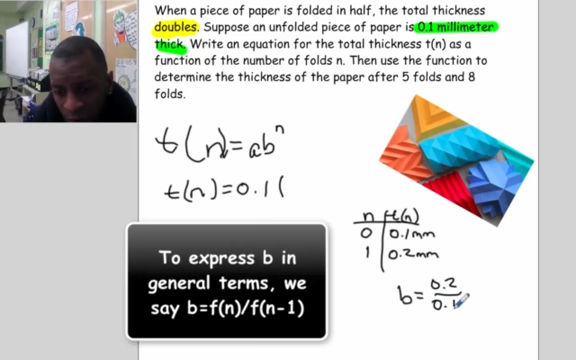 When a piece of paper is folded in half, the total thickness
doubles. Suppose an unfolded piece of paper is 0.1 millimeter
thick. Write an equation for the total thickness t(n) as a
function of the number of folds n. Then use the function to
determine the thickness of the paper after 5 folds and 8
folds.
t(n)=abⁿ
t(n)=0.1(
n t(n)
0 0.1mm
1 0.2mm
b= 0.2
0.1
To express b in
general terms, we
say b=f(n)/f(n-1)